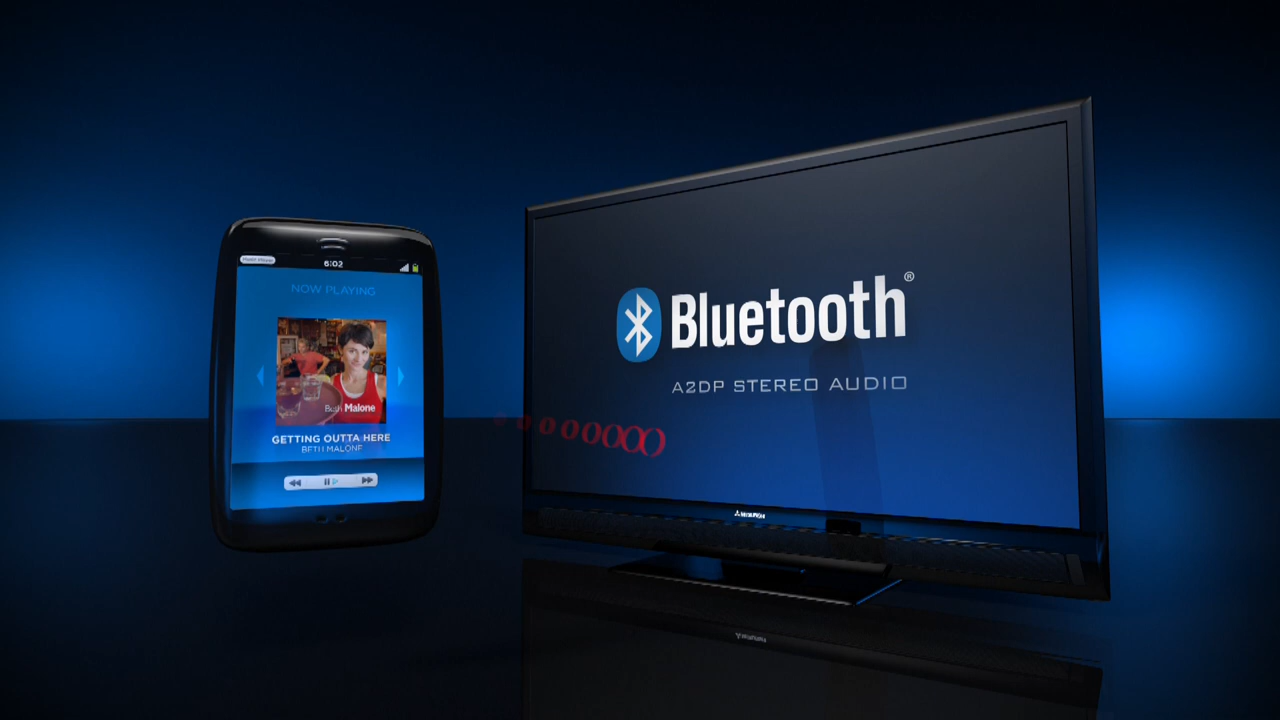 6:02
NOW PLAYING
Beth Malone
GETTING OUTTA HERE
BETH MALONE
Bluetooth®
A2DP STEREO AUDIO